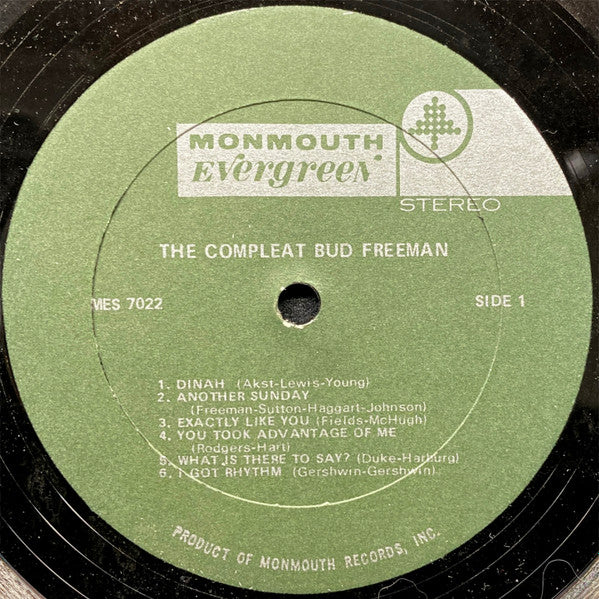 MONMOUTH
EVergreeN
STEREO
THE COMPLEAT BUD FREEMAN
MES 7022
SIDE 1
1. DINAH (Akst-Lewis-Young)
2. ANOTHER SUNDAY
(Freeman-Sutton-Haggart-Johnson)
3. EXACTLY LIKE YOU (Fields-McHugh)
4. YOU TOOK ADVANTAGE OF ME
(Rodgers-Hart)
5. WHAT IS THERE TO SAY? (Duke-Harburg)
6. I GOT RHYTHM (Gershwin-Gershwin)
PRODUCT OF MONMOUTH RECORDS, INC.